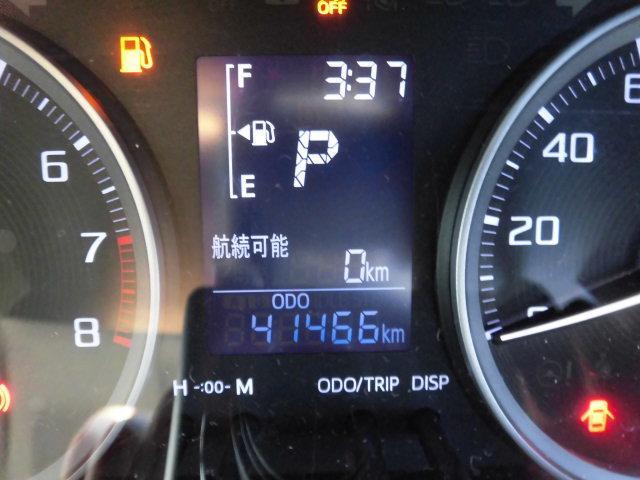 OFF
F
3:37
P
E
航続可能
0km
ODO
41466km
H -:00- M
ODO/TRIP DISP
6
7
8
40
20